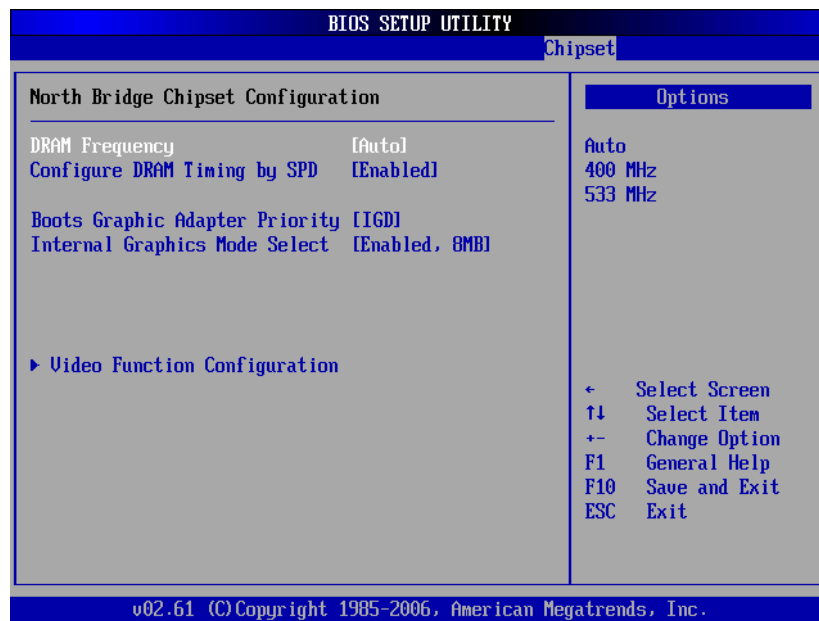 BIOS SETUP UTILITY
Chipset
North Bridge Chipset Configuration
DRAM Frequency [Auto]
Configure DRAM Timing by SPD [Enabled]
Boots Graphic Adapter Priority [IGD]
Internal Graphics Mode Select [Enabled, 8MB]
▶ Video Function Configuration
Options
Auto
400 MHz
533 MHz
← Select Screen
↑↓ Select Item
+- Change Option
F1 General Help
F10 Save and Exit
ESC Exit
v02.61 (C)Copyright 1985-2006, American Megatrends, Inc.